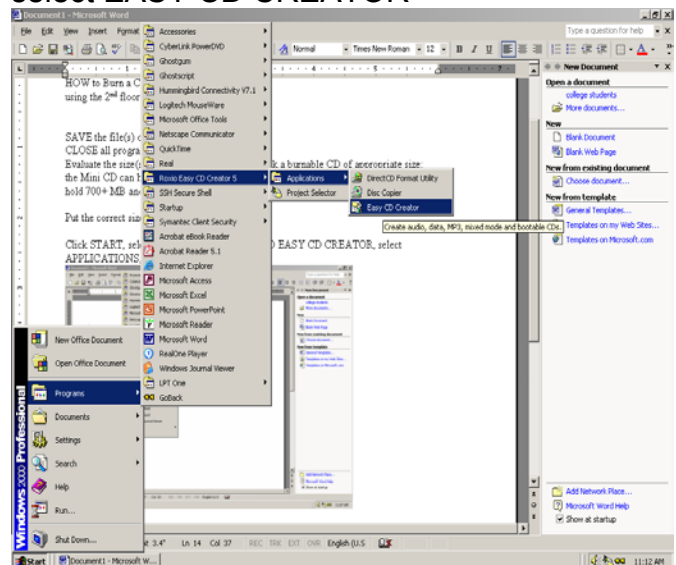 select EASY CD CREATOR
Document1 - Microsoft Word
File Edit View Insert Format
Type a question for help
Normal
Times New Roman
12
B I U
HOW to Burn a C
using the 2nd floor
SAVE the file(s)
CLOSE all progra
Evaluate the size(s
k a burnable CD of appropriate size:
the Mini CD can h
hold 700+ MB an
Put the correct siz
Click START, sel
D EASY CD CREATOR, select
APPLICATIONS,
Accessories
CyberLink PowerDVD
Ghostgum
Ghostscript
Hummingbird Connectivity V7.1
Logitech MouseWare
Microsoft Office Tools
Netscape Communicator
QuickTime
Real
Roxio Easy CD Creator 5
SSH Secure Shell
Startup
Symantec Client Security
Acrobat eBook Reader
Acrobat Reader 5.1
Internet Explorer
Microsoft Access
Microsoft Excel
Microsoft PowerPoint
Microsoft Reader
Microsoft Word
RealOne Player
Windows Journal Viewer
LPT One
GoBack
Applications
Project Selector
DirectCD Format Utility
Disc Copier
Easy CD Creator
Create audio, data, MP3, mixed mode and bootable CDs.
New Document
Open a document
college students
More documents...
New
Blank Document
Blank Web Page
New from existing document
Choose document...
New from template
General Templates...
Templates on my Web Sites...
Templates on Microsoft.com
Add Network Place...
Microsoft Word Help
Show at startup
New Office Document
Open Office Document
Programs
Documents
Settings
Search
Help
Run...
Shut Down...
Windows 2000 Professional
3.4" Ln 14 Col 37 REC TRK EXT OVR English (U.S
Start
Document1 - Microsoft W...
11:12 AM